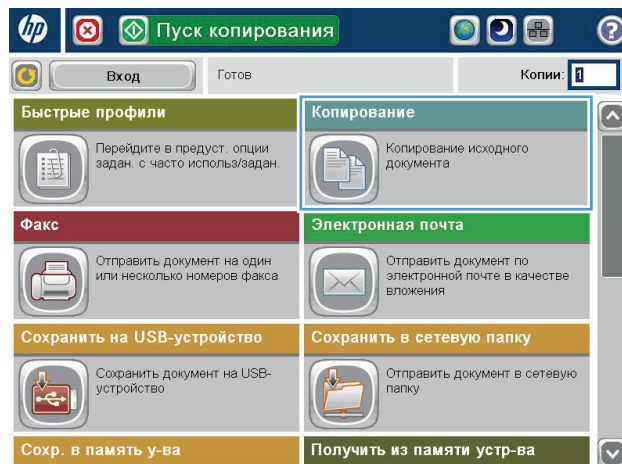 hp Пуск копирования ?
Вход Готов Копии: 1
Быстрые профили
Перейдите в предуст. опции
задан. с часто использ/задан.
Копирование
Копирование исходного
документа
Факс
Отправить документ на один
или несколько номеров факса
Электронная почта
Отправить документ по
электронной почте в качестве
вложения
Сохранить на USB-устройство
Сохранить документ на USB-
устройство
Сохранить в сетевую папку
Отправить документ в сетевую
папку
Сохр. в память у-ва
Получить из памяти устр-ва